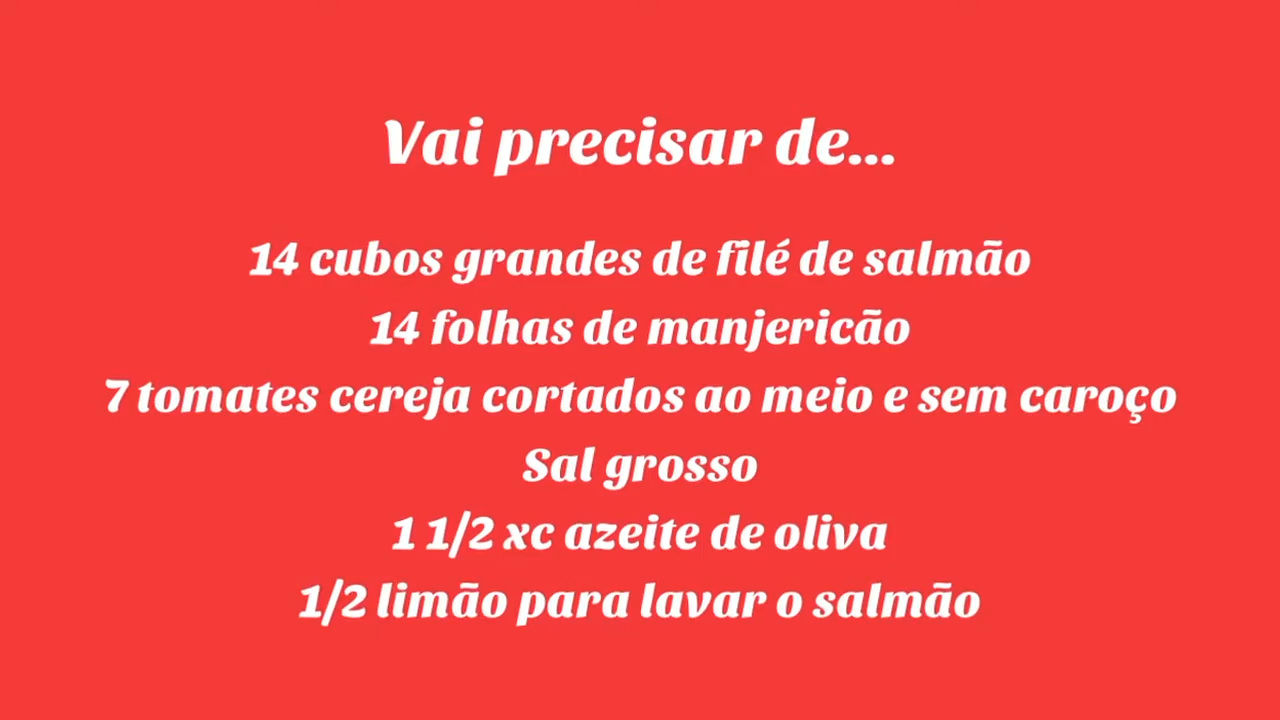 Vai precisar de...
14 cubos grandes de filé de salmão
14 folhas de manjericão
7 tomates cereja cortados ao meio e sem caroço
Sal grosso
1 1/2 xc azeite de oliva
1/2 limão para lavar o salmão